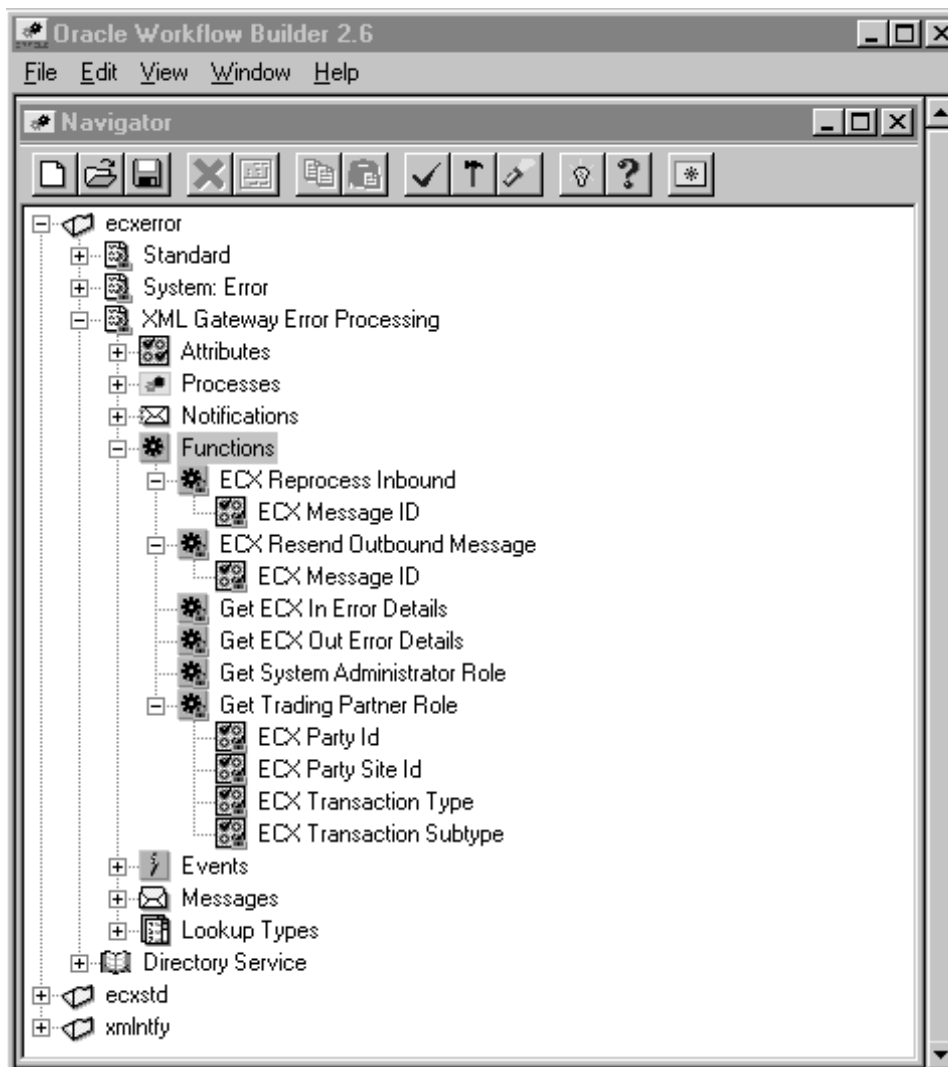 Oracle Workflow Builder 2.6
File Edit View Window Help
Navigator
ecxerror
Standard
System: Error
XML Gateway Error Processing
Attributes
Processes
Notifications
Functions
ECX Reprocess Inbound
ECX Message ID
ECX Resend Outbound Message
ECX Message ID
Get ECX In Error Details
Get ECX Out Error Details
Get System Administrator Role
Get Trading Partner Role
ECX Party Id
ECX Party Site Id
ECX Transaction Type
ECX Transaction Subtype
Events
Messages
Lookup Types
Directory Service
ecxstd
xmlntfy